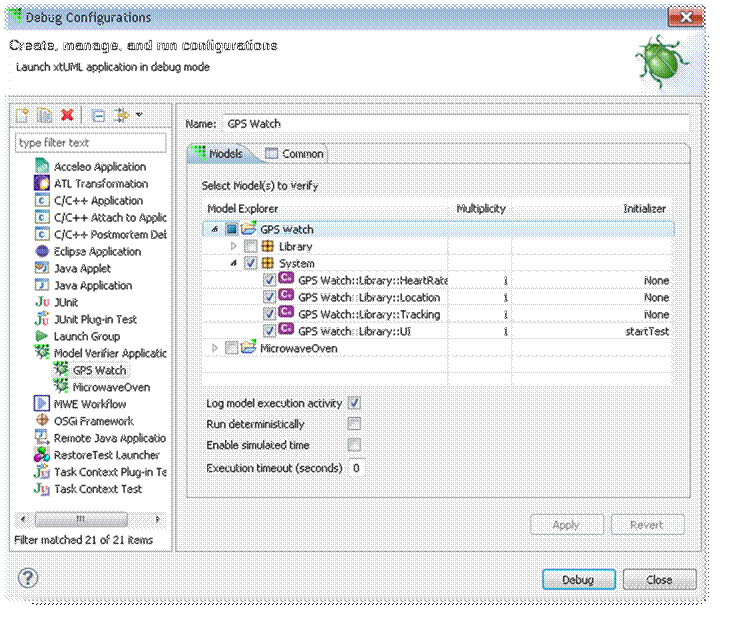 Debug Configurations
Create, manage, and run configurations
Launch xtUML application in debug mode
type filter text
Acceleo Application
ATL Transformation
C/C++ Application
C/C++ Attach to Applic
C/C++ Postmortem Del
Eclipse Application
Java Applet
Java Application
JUnit
JUnit Plug-in Test
Launch Group
Model Verifier Applicatic
GPS Watch
MicrowaveOven
MWE Workflow
OSGi Framework
Remote Java Applicatio
RestoreTest Launcher
Task Context Plug-in Te
Task Context Test
Filter matched 21 of 21 items
Name: GPS Watch
Models Common
Select Model(s) to Verify
Model Explorer Multiplicity Initializer
GPS Watch
Library
System
GPS Watch::Library::HeartRate 1 None
GPS Watch::Library::Location 1 None
GPS Watch::Library::Tracking 1 None
GPS Watch::Library::UI 1 startTest
MicrowaveOven
Log model execution activity
Run deterministically
Enable simulated time
Execution timeout (seconds) 0
Apply Revert
Debug Close